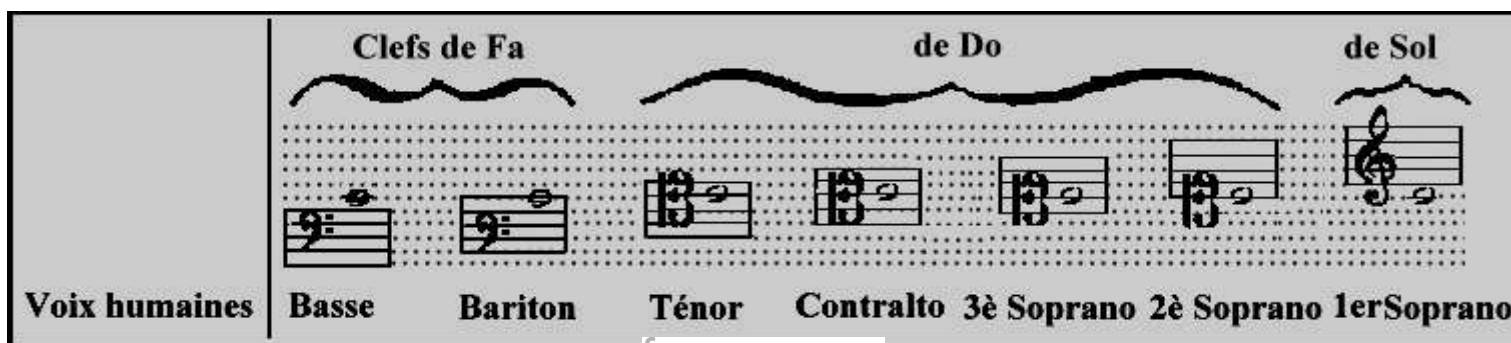 Clefs de Fa de Do de Sol
Voix humaines Basse Bariton Ténor Contralto 3è Soprano 2è Soprano 1erSoprano